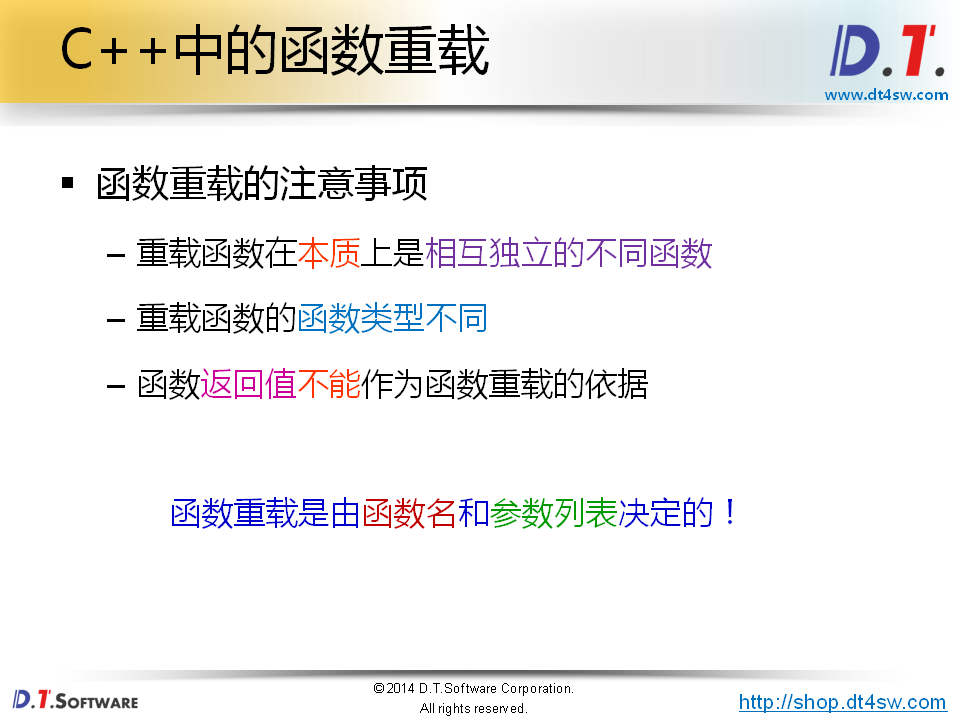 C++中的函数重载
D.T.
www.dt4sw.com
▪ 函数重载的注意事项
– 重载函数在本质上是相互独立的不同函数
– 重载函数的函数类型不同
– 函数返回值不能作为函数重载的依据
函数重载是由函数名和参数列表决定的！
D.T.SOFTWARE
©2014 D.T.Software Corporation.
All rights reserved.
http://shop.dt4sw.com